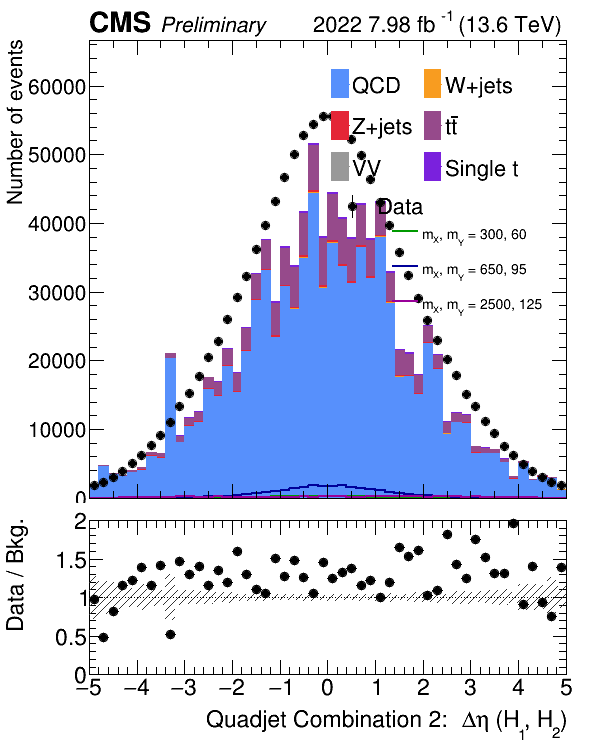 CMS Preliminary 2022 7.98 fb⁻¹ (13.6 TeV)
Number of events
60000
50000
40000
30000
20000
10000
0
QCD W+jets
Z+jets tt̄
VV Single t
Data
m_X, m_Y = 300, 60
m_X, m_Y = 650, 95
m_X, m_Y = 2500, 125
Data / Bkg.
2
1.5
1
0.5
0
−5 −4 −3 −2 −1 0 1 2 3 4 5
Quadjet Combination 2: Δη (H₁, H₂)